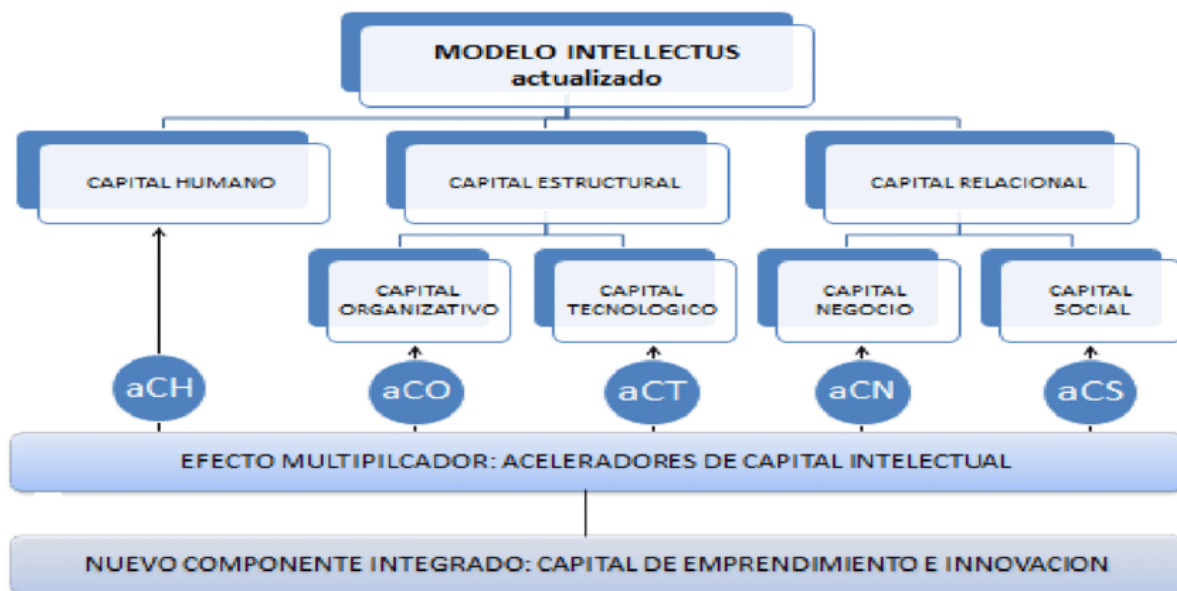 MODELO INTELLECTUS
actualizado
CAPITAL HUMANO
CAPITAL ESTRUCTURAL
CAPITAL RELACIONAL
CAPITAL
ORGANIZATIVO
CAPITAL
TECNOLOGICO
CAPITAL
NEGOCIO
CAPITAL
SOCIAL
aCH
aCO
aCT
aCN
aCS
EFECTO MULTIPILCADOR: ACELERADORES DE CAPITAL INTELECTUAL
NUEVO COMPONENTE INTEGRADO: CAPITAL DE EMPRENDIMIENTO E INNOVACION